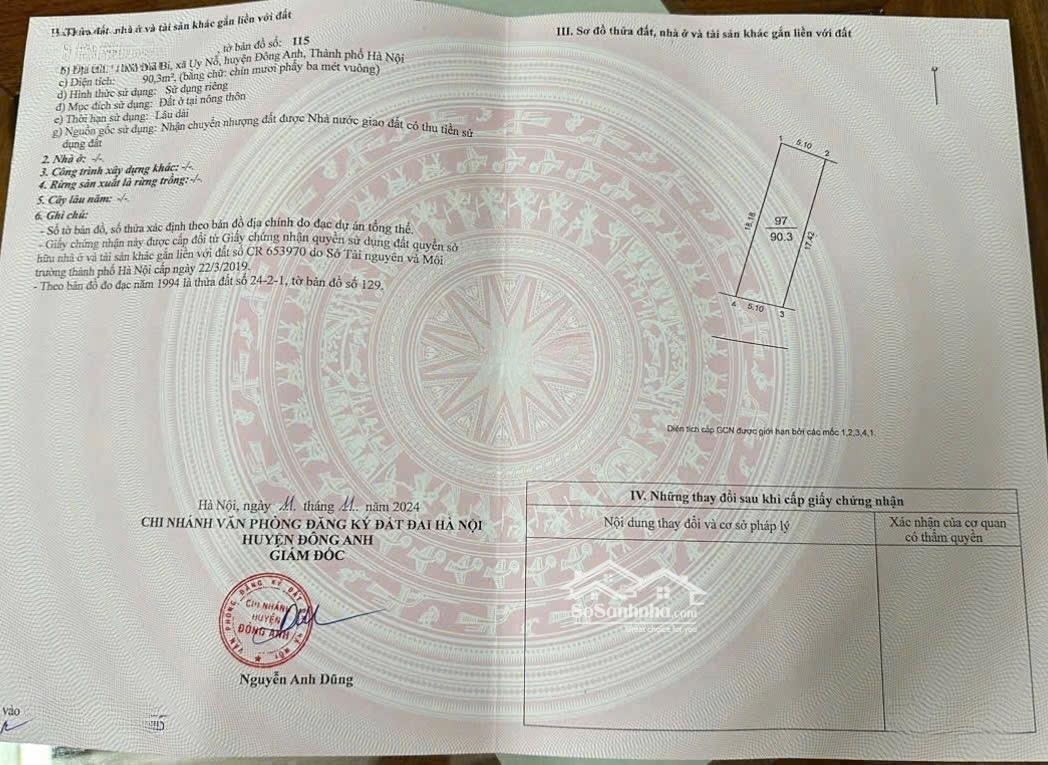 II. Thửa đất, nhà ở và tài sản khác gắn liền với đất
, tờ bản đồ số: 115
b) Địa chỉ: Bi, xã Uy Nỗ, huyện Đông Anh, Thành phố Hà Nội
c) Diện tích: 90,3m², (bằng chữ: chín mươi phẩy ba mét vuông)
d) Hình thức sử dụng: Sử dụng riêng
đ) Mục đích sử dụng: Đất ở tại nông thôn
e) Thời hạn sử dụng: Lâu dài
g) Nguồn gốc sử dụng: Nhận chuyển nhượng đất được Nhà nước giao đất có thu tiền sử
dụng đất
2. Nhà ở: -/-.
3. Công trình xây dựng khác: -/-.
4. Rừng sản xuất là rừng trồng: -/-.
5. Cây lâu năm: -/-.
6. Ghi chú:
- Số tờ bản đồ, số thửa xác định theo bản đồ địa chính đo đạc dự án tổng thể.
- Giấy chứng nhận này được cấp đổi từ Giấy chứng nhận quyền sử dụng đất quyền sở
hữu nhà ở và tài sản khác gắn liền với đất số CR 653970 do Sở Tài nguyên và Môi
trường thành phố Hà Nội cấp ngày 22/3/2019.
- Theo bản đồ đo đạc năm 1994 là thửa đất số 24-2-1, tờ bản đồ số 129.
Hà Nội, ngày 11. tháng 11.. năm 2024
CHI NHÁNH VĂN PHÒNG ĐĂNG KÝ ĐẤT ĐAI HÀ NỘI
HUYỆN ĐÔNG ANH
GIÁM ĐỐC
VĂN PHÒNG ĐĂNG KÝ ĐẤT HÀ NỘI
CHI NHÁNH
HUYỆN
ĐÔNG ANH
Nguyễn Anh Dũng
vào
III. Sơ đồ thửa đất, nhà ở và tài sản khác gắn liền với đất
1
5.10
2
18.18
97
90.3
17.42
4
5.10
3
Diện tích cấp GCN được giới hạn bởi các mốc 1,2,3,4,1.
IV. Những thay đổi sau khi cấp giấy chứng nhận
Nội dung thay đổi và cơ sở pháp lý
Xác nhận của cơ quan
có thẩm quyền
SoSanhnha.com